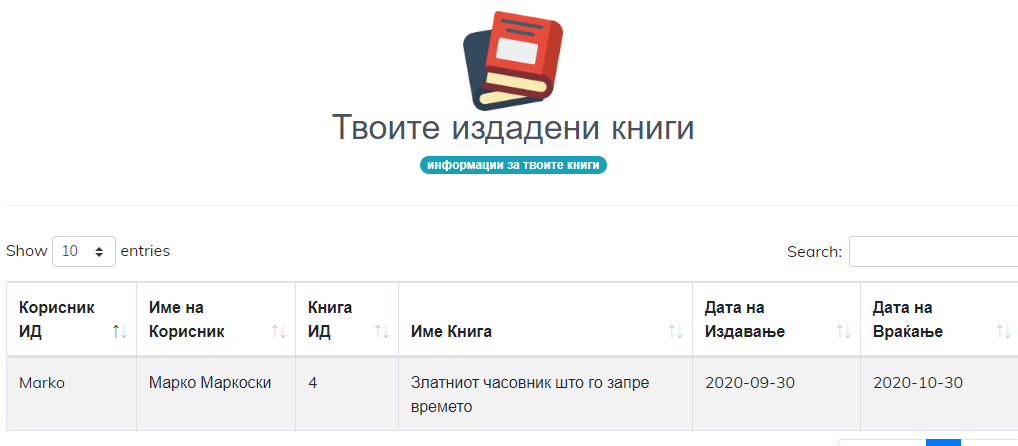 Твоите издадени книги
информации за твоите книги
Show 10 entries
Search:
Корисник ИД
Име на Корисник
Книга ИД
Име Книга
Дата на Издавање
Дата на Враќање
Marko
Марко Маркоски
4
Златниот часовник што го запре
времето
2020-09-30
2020-10-30